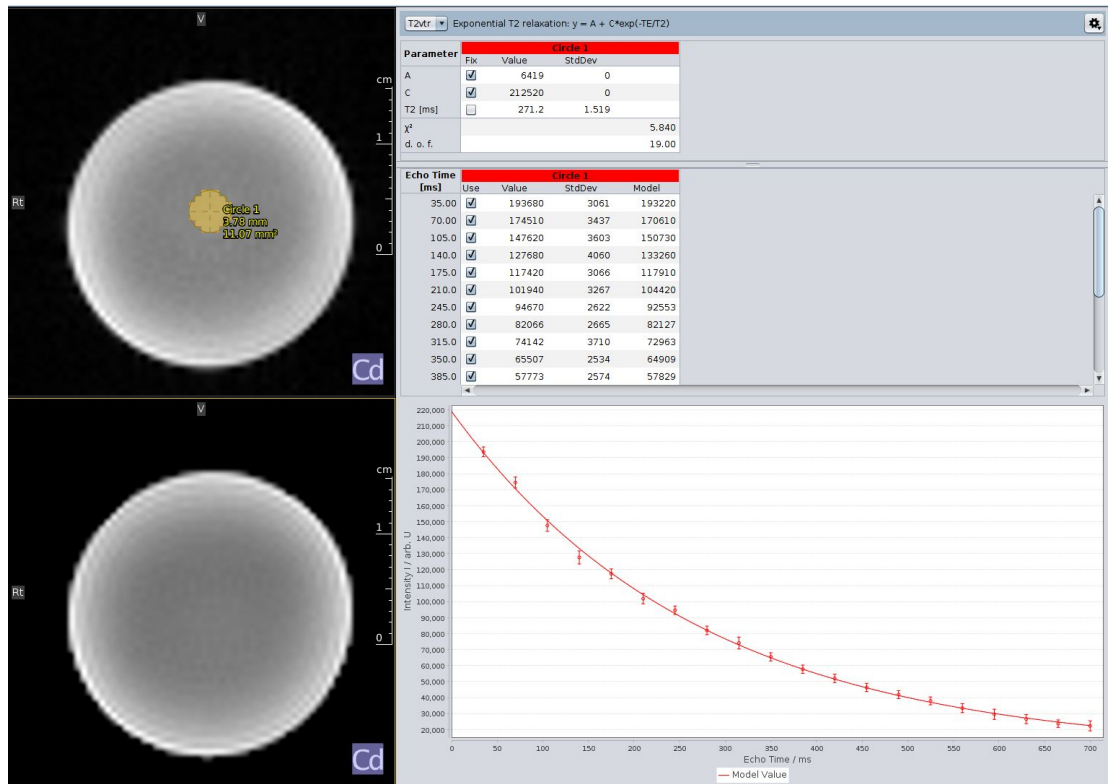 V
cm
1
0
Rt
Circle 1
3.78 mm
11.07 mm²
Cd
V
cm
1
0
Rt
Cd
T2vtr Exponential T2 relaxation: y = A + C*exp(-TE/T2)
Parameter Circle 1
Fix Value StdDev
A 6419 0
C 212520 0
T2 [ms] 271.2 1.519
χ² 5.840
d. o. f. 19.00
Echo Time Circle 1
[ms] Use Value StdDev Model
35.00 193680 3061 193220
70.00 174510 3437 170610
105.0 147620 3603 150730
140.0 127680 4060 133260
175.0 117420 3066 117910
210.0 101940 3267 104420
245.0 94670 2622 92553
280.0 82066 2665 82127
315.0 74142 3710 72963
350.0 65507 2534 64909
385.0 57773 2574 57829
Intensity I / arb. U
220,000
210,000
200,000
190,000
180,000
170,000
160,000
150,000
140,000
130,000
120,000
110,000
100,000
90,000
80,000
70,000
60,000
50,000
40,000
30,000
20,000
0 50 100 150 200 250 300 350 400 450 500 550 600 650 700
Echo Time / ms
Model Value